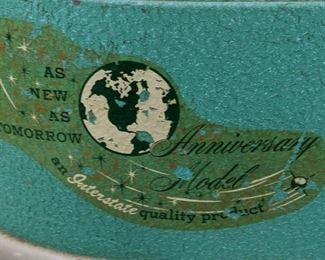 AS
NEW
AS
TOMORROW
Anniversary
Model
an Interstate quality product